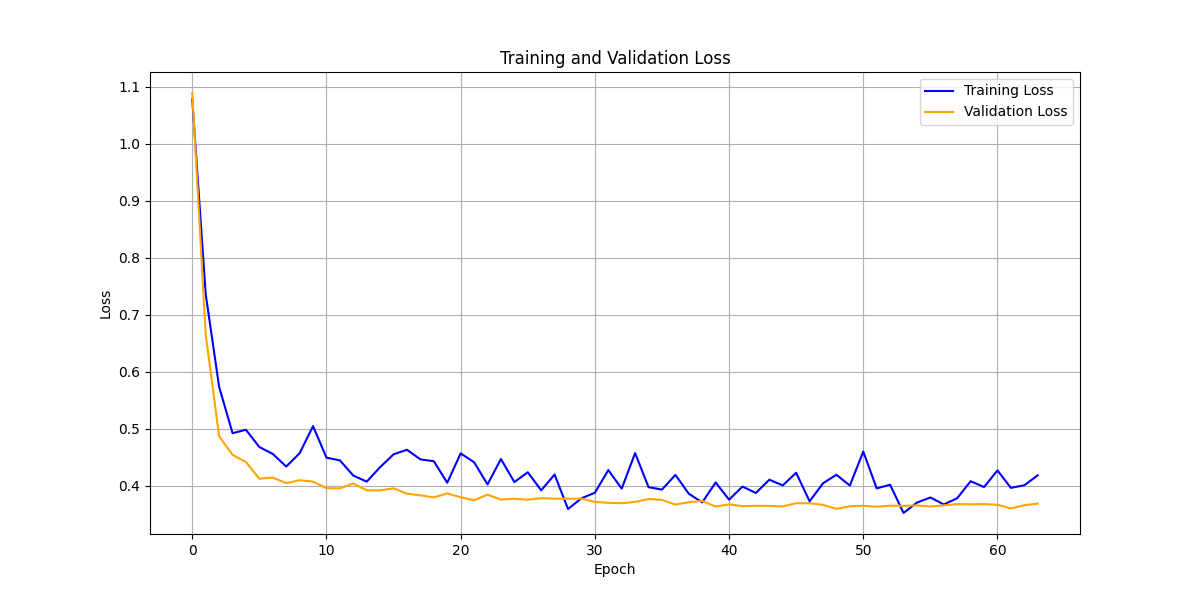 Training and Validation Loss
Training Loss
Validation Loss
1.1
1.0
0.9
0.8
0.7
0.6
0.5
0.4
Loss
0 10 20 30 40 50 60
Epoch